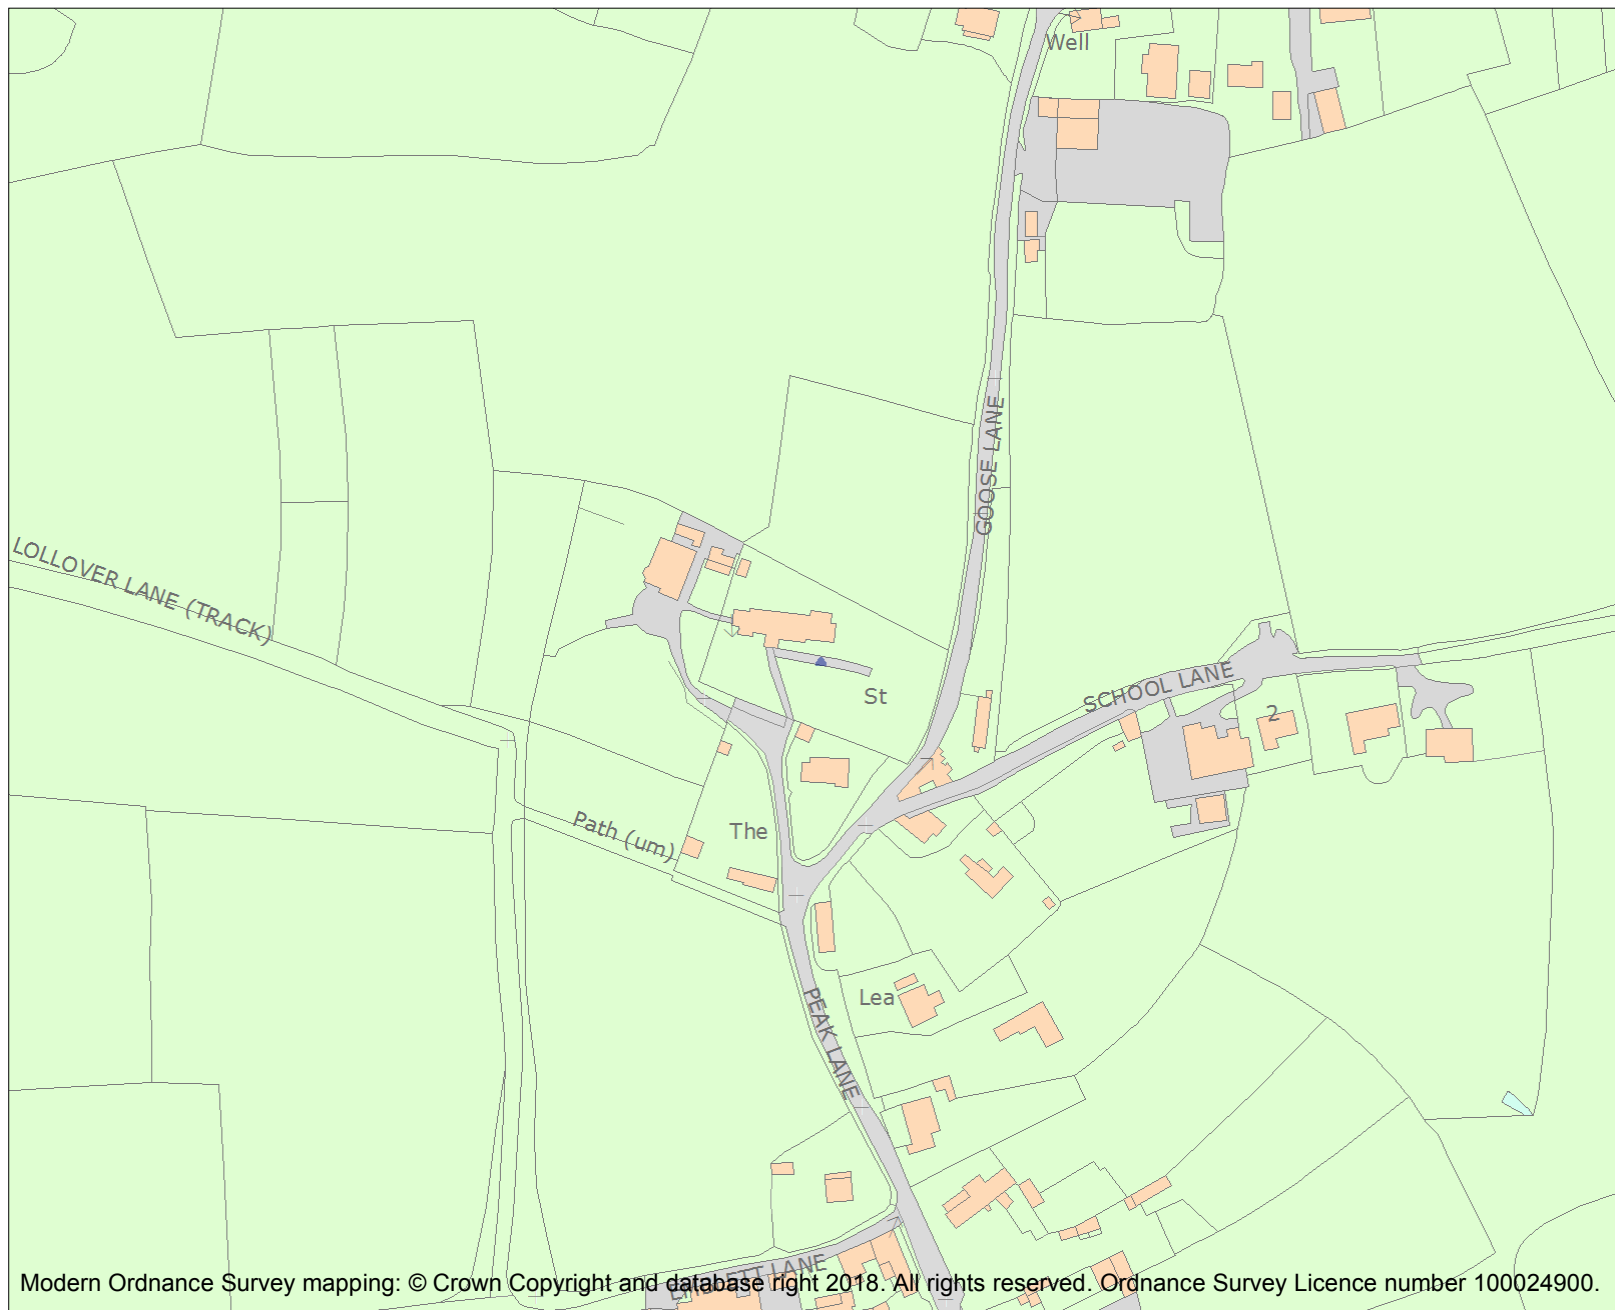 Well
GOOSE LANE
LOLLOVER LANE (TRACK)
SCHOOL LANE
St
2
Path (um)
The
Lea
PEAK LANE
LANE
Modern Ordnance Survey mapping: © Crown Copyright and database right 2018. All rights reserved. Ordnance Survey Licence number 100024900.